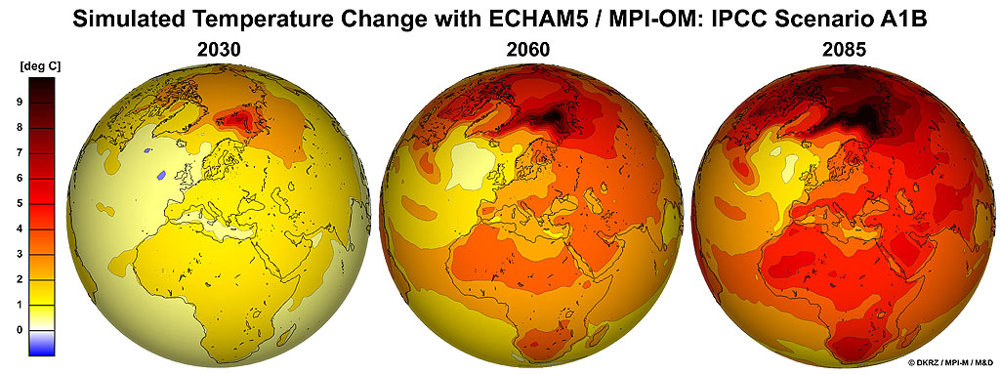 Simulated Temperature Change with ECHAM5 / MPI-OM: IPCC Scenario A1B
2030 2060 2085
[deg C]
9
8
7
6
5
4
3
2
1
0
© DKRZ / MPI-M / M&D